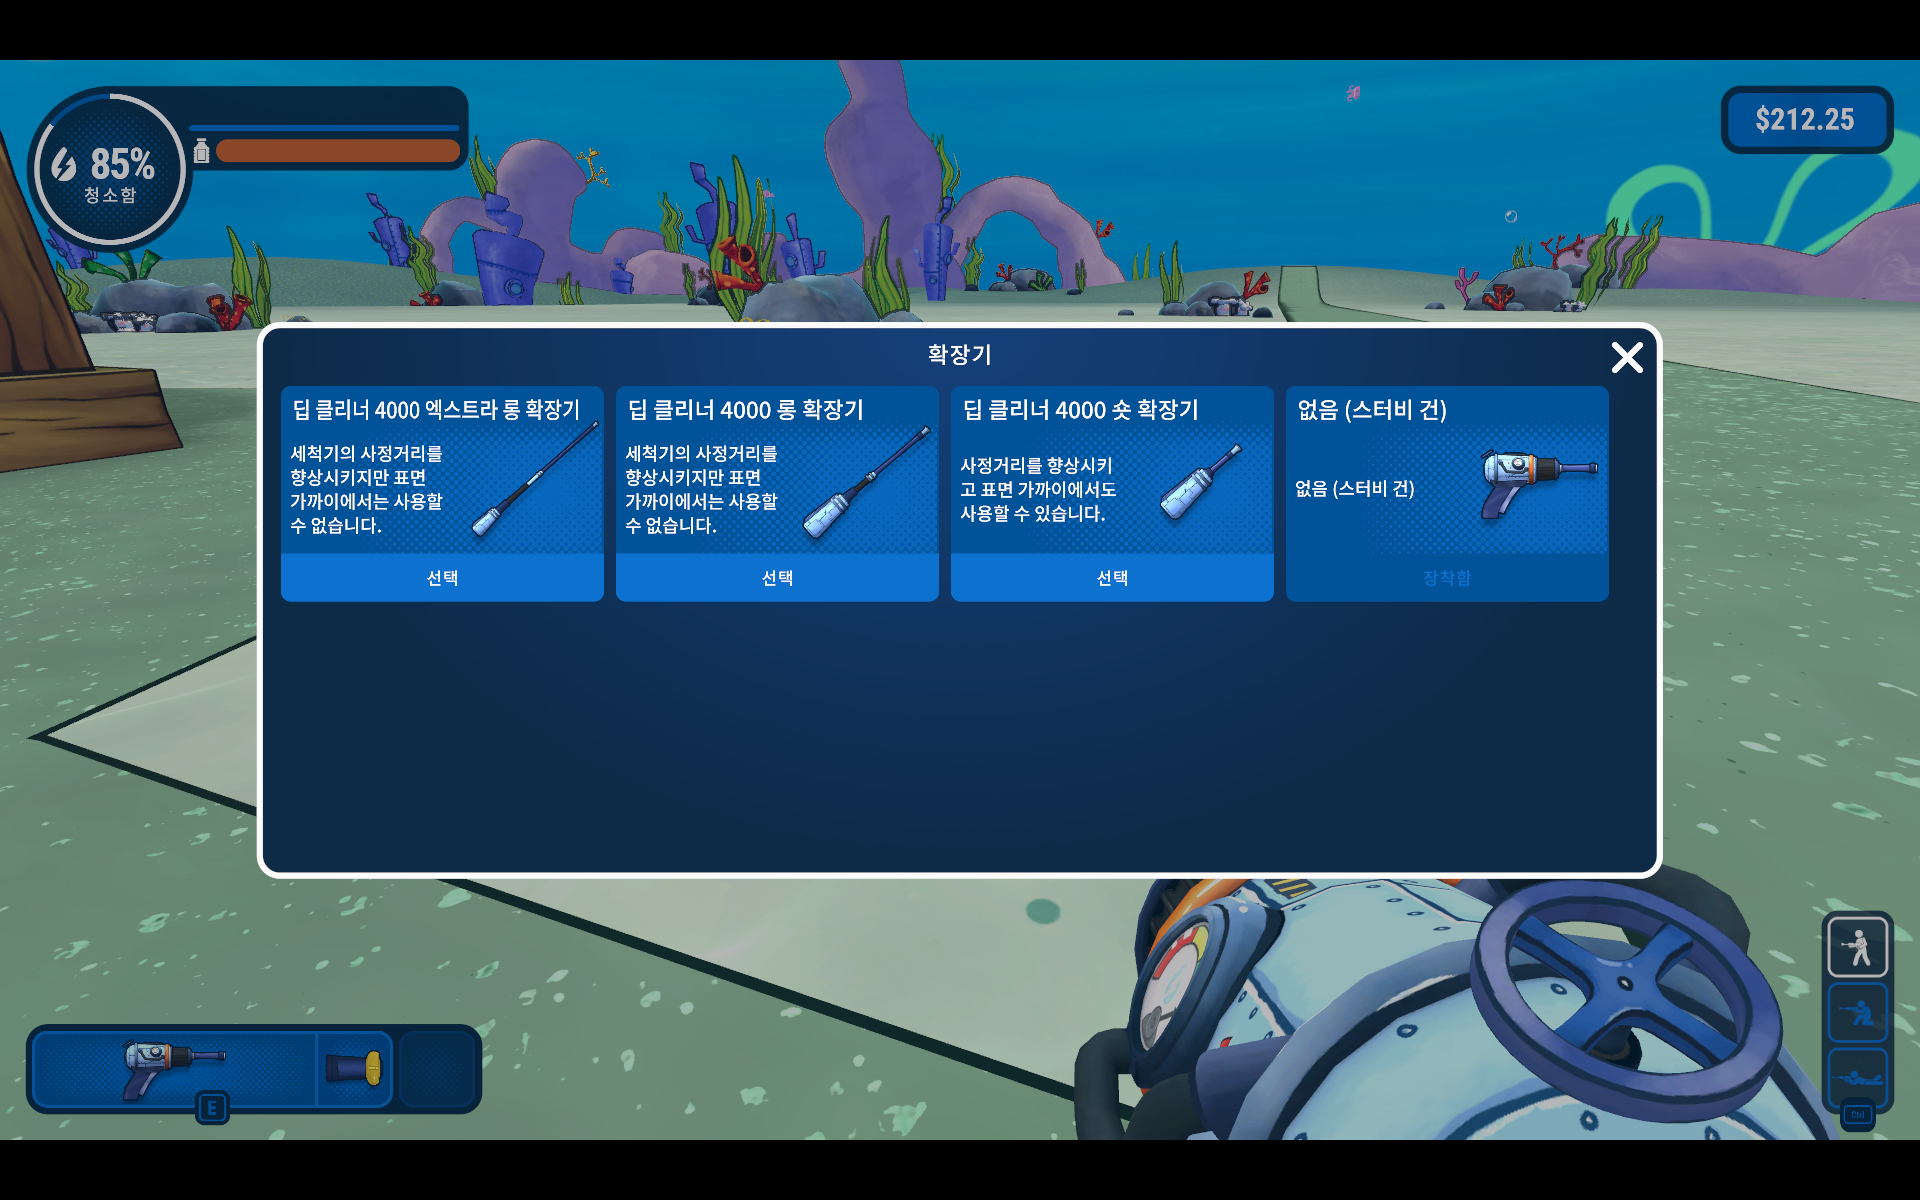 85%
청소함
$212.25
확장기
딥 클리너 4000 엑스트라 롱 확장기
세척기의 사정거리를
향상시키지만 표면
가까이에서는 사용할
수 없습니다.
선택
딥 클리너 4000 롱 확장기
세척기의 사정거리를
향상시키지만 표면
가까이에서는 사용할
수 없습니다.
선택
딥 클리너 4000 숏 확장기
사정거리를 향상시키
고 표면 가까이에서도
사용할 수 있습니다.
선택
없음 (스터비 건)
없음 (스터비 건)
장착함
E
Ctrl